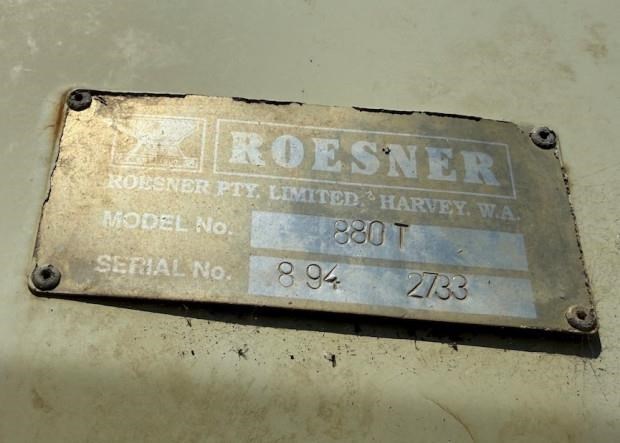 ROESNER
ROESNER PTY. LIMITED. HARVEY. W.A.
MODEL No. 880 T
SERIAL No. 8 94 2733